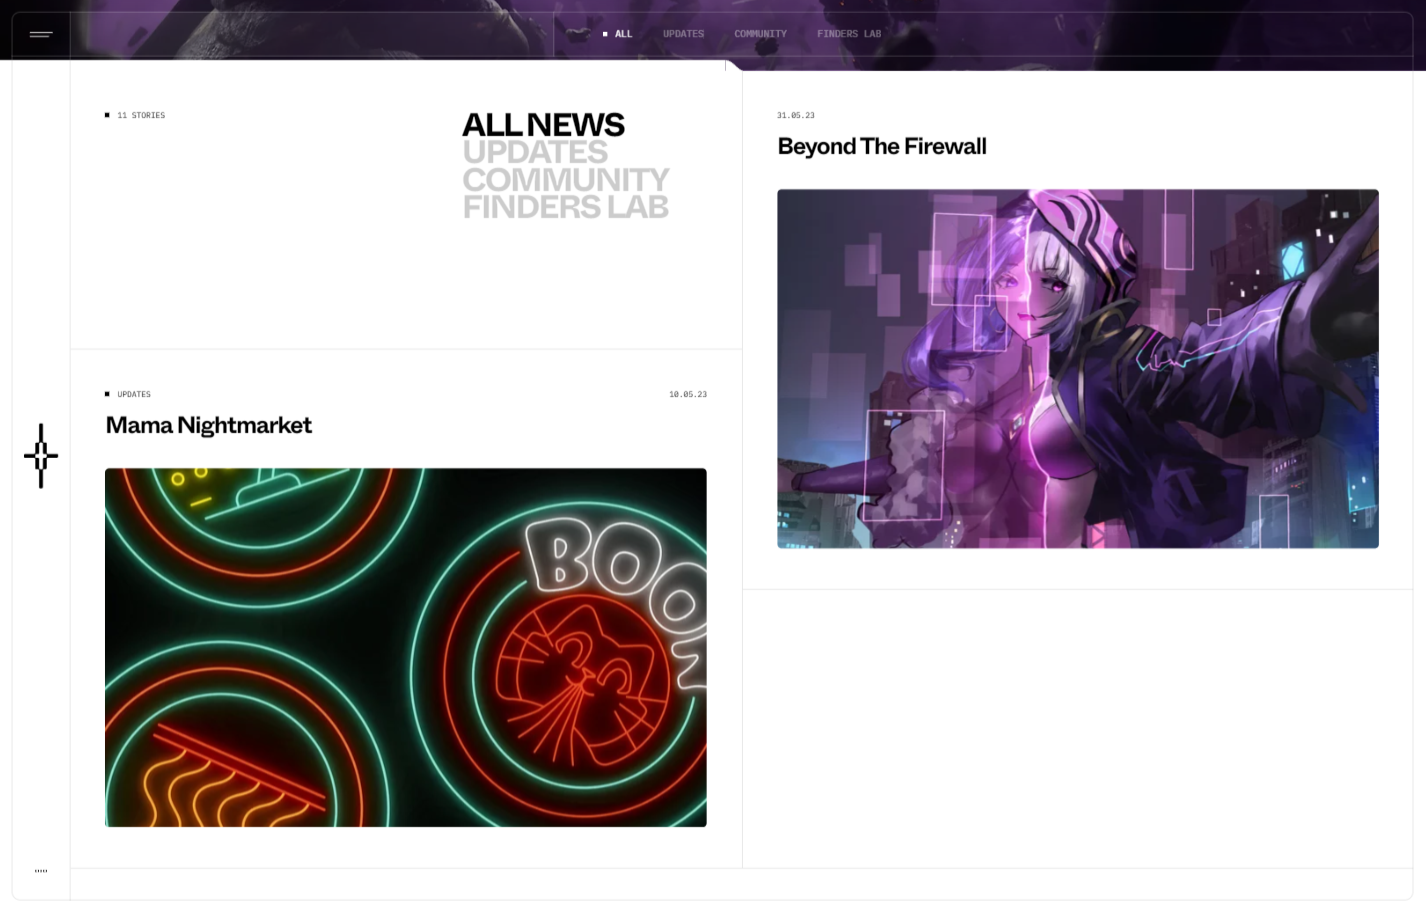 ALL
UPDATES
COMMUNITY
FINDERS LAB
11 STORIES
ALL NEWS
UPDATES
COMMUNITY
FINDERS LAB
31.05.23
Beyond The Firewall
UPDATES
10.05.23
Mama Nightmarket
BOON